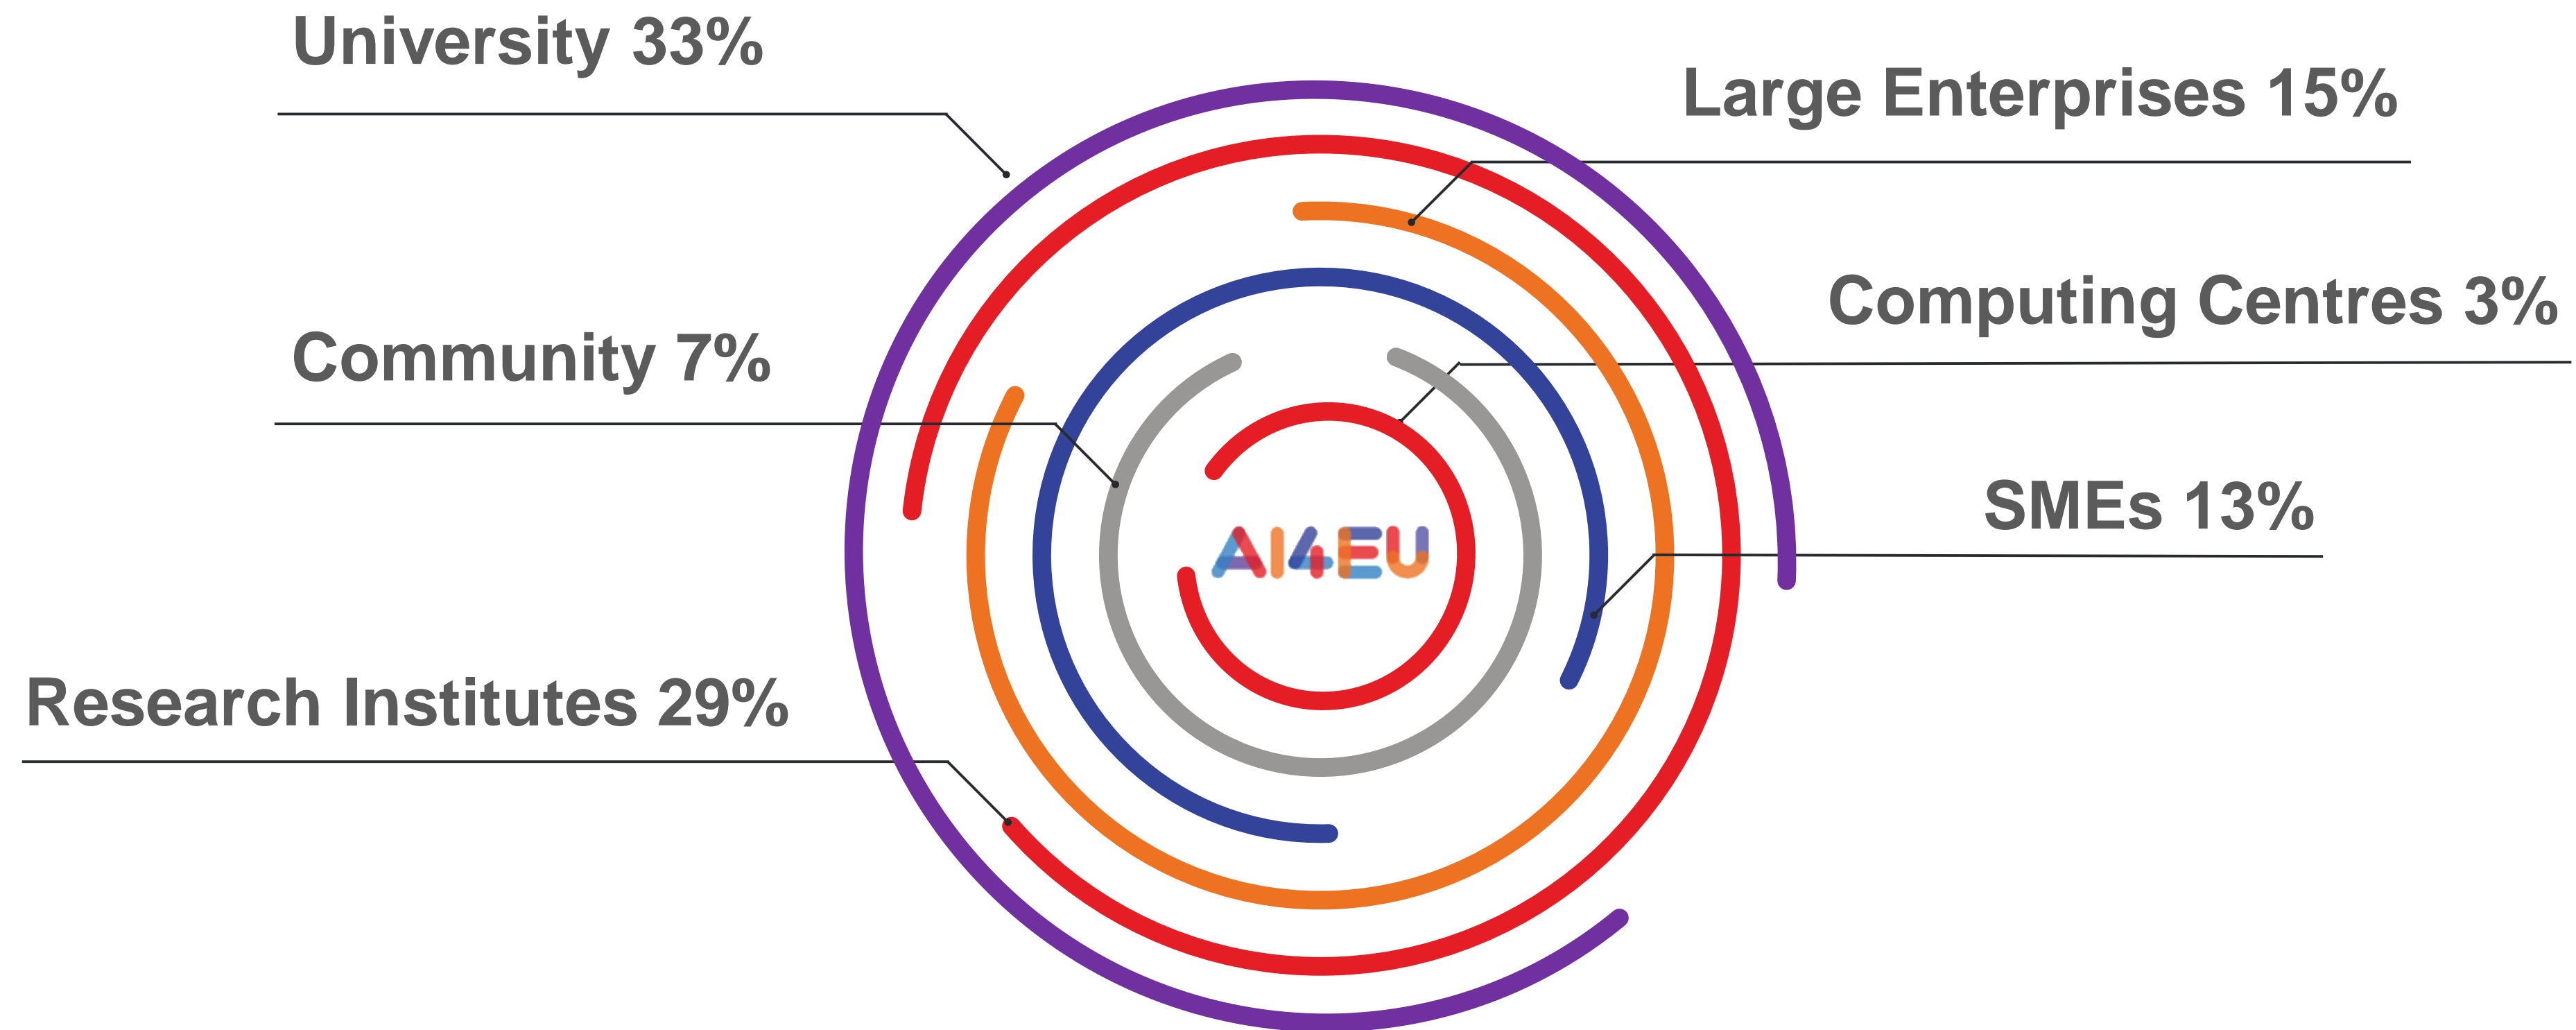 University 33%
Large Enterprises 15%
Computing Centres 3%
Community 7%
SMEs 13%
AI4EU
Research Institutes 29%